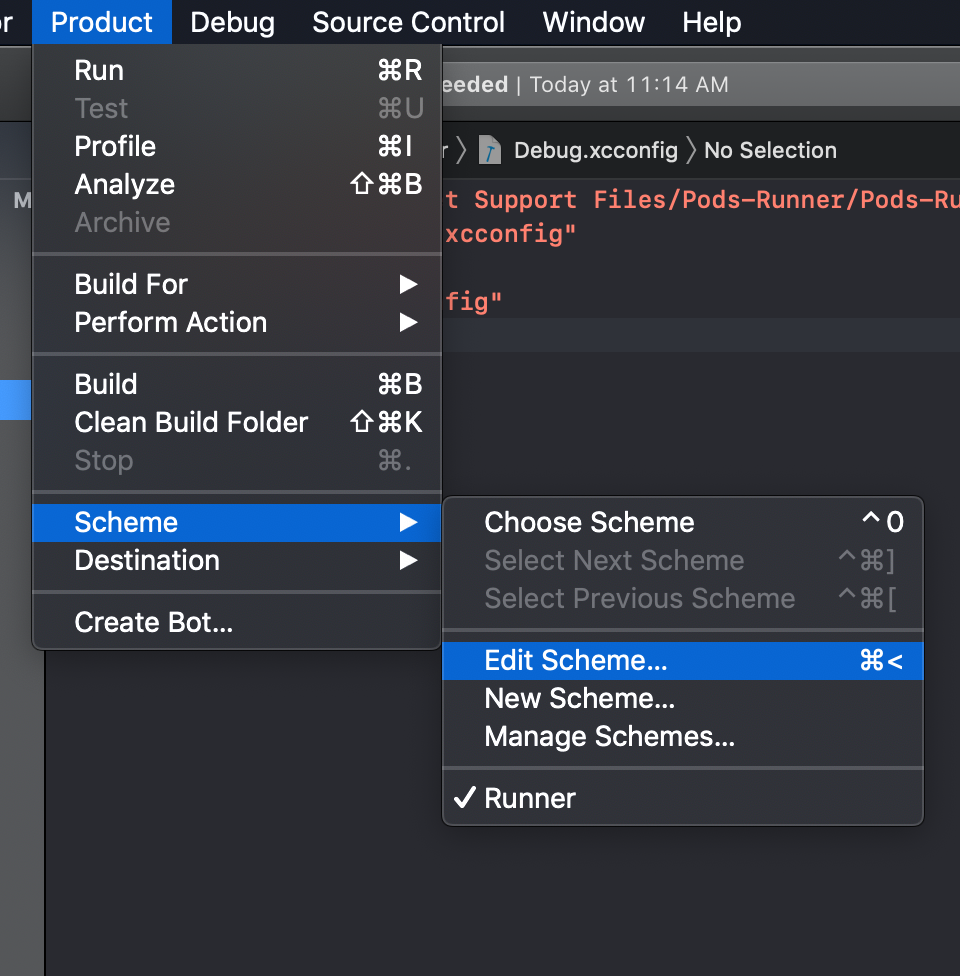 r Product Debug Source Control Window Help
Run ⌘R
eeded | Today at 11:14 AM
Test ⌘U
Profile ⌘I
r 〉 Debug.xcconfig 〉 No Selection
Analyze ⇧⌘B
M
t Support Files/Pods-Runner/Pods-Ru
Archive
xcconfig"
Build For ▶
fig"
Perform Action ▶
Build ⌘B
Clean Build Folder ⇧⌘K
Stop ⌘.
Scheme ▶
Destination ▶
Create Bot...
Choose Scheme ^0
Select Next Scheme ^⌘]
Select Previous Scheme ^⌘[
Edit Scheme... ⌘<
New Scheme...
Manage Schemes...
✓ Runner